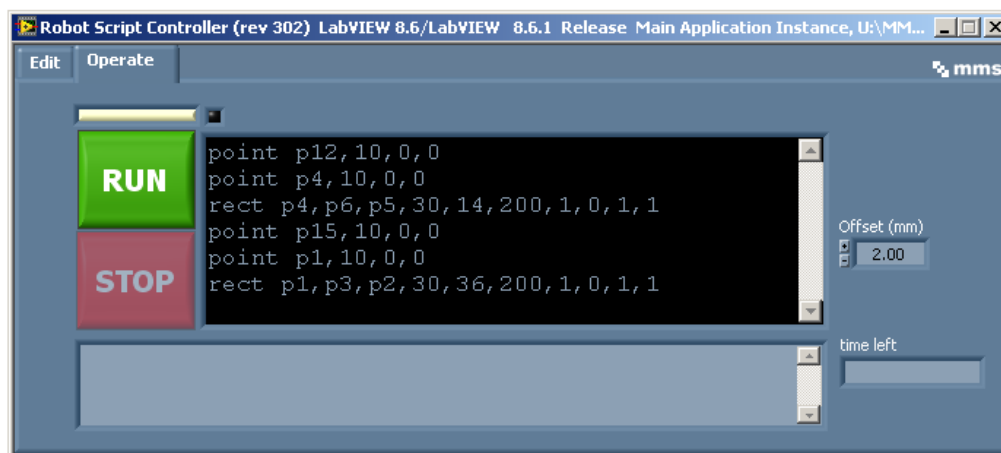 Robot Script Controller (rev 302) LabVIEW 8.6/LabVIEW 8.6.1 Release Main Application Instance, U:\MM...
Edit Operate
mms
RUN
STOP
point p12,10,0,0
point p4,10,0,0
rect p4,p6,p5,30,14,200,1,0,1,1
point p15,10,0,0
point p1,10,0,0
rect p1,p3,p2,30,36,200,1,0,1,1
Offset (mm)
2.00
time left